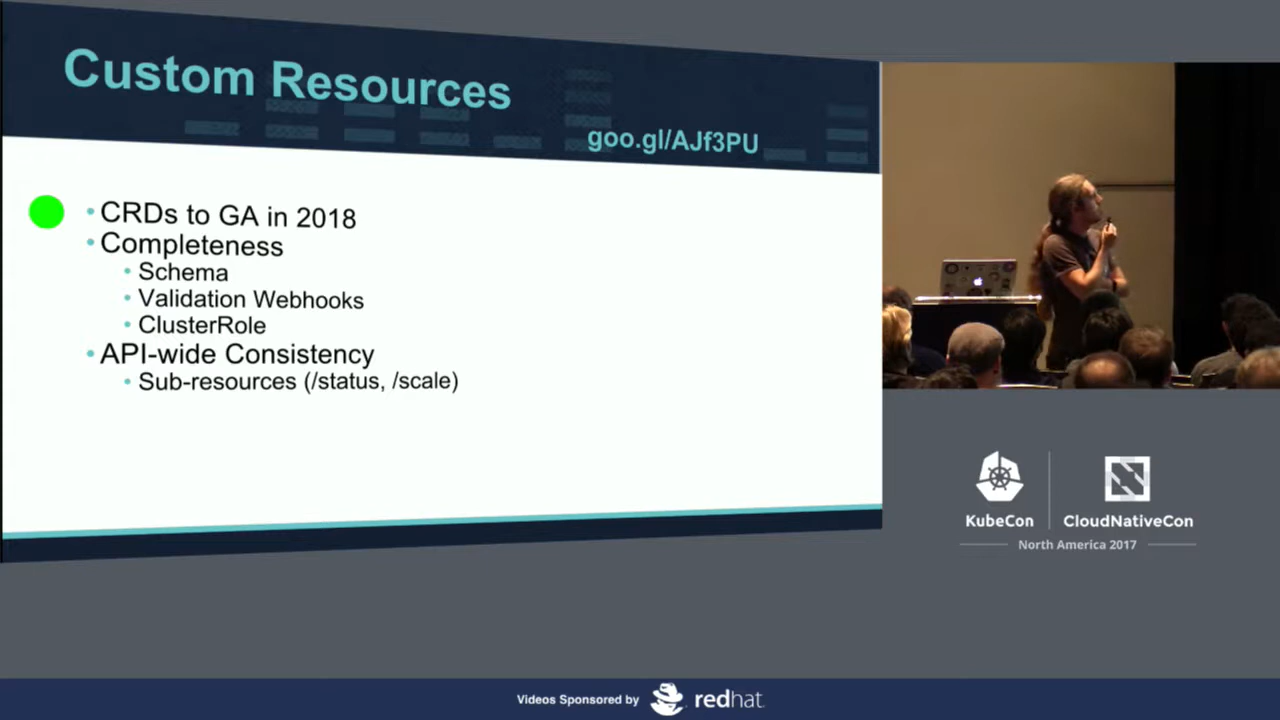 Custom Resources
goo.gl/AJf3PU
CRDs to GA in 2018
Completeness
Schema
Validation Webhooks
ClusterRole
API-wide Consistency
Sub-resources (/status, /scale)
KubeCon
CloudNativeCon
North America 2017
Videos Sponsored by
redhat